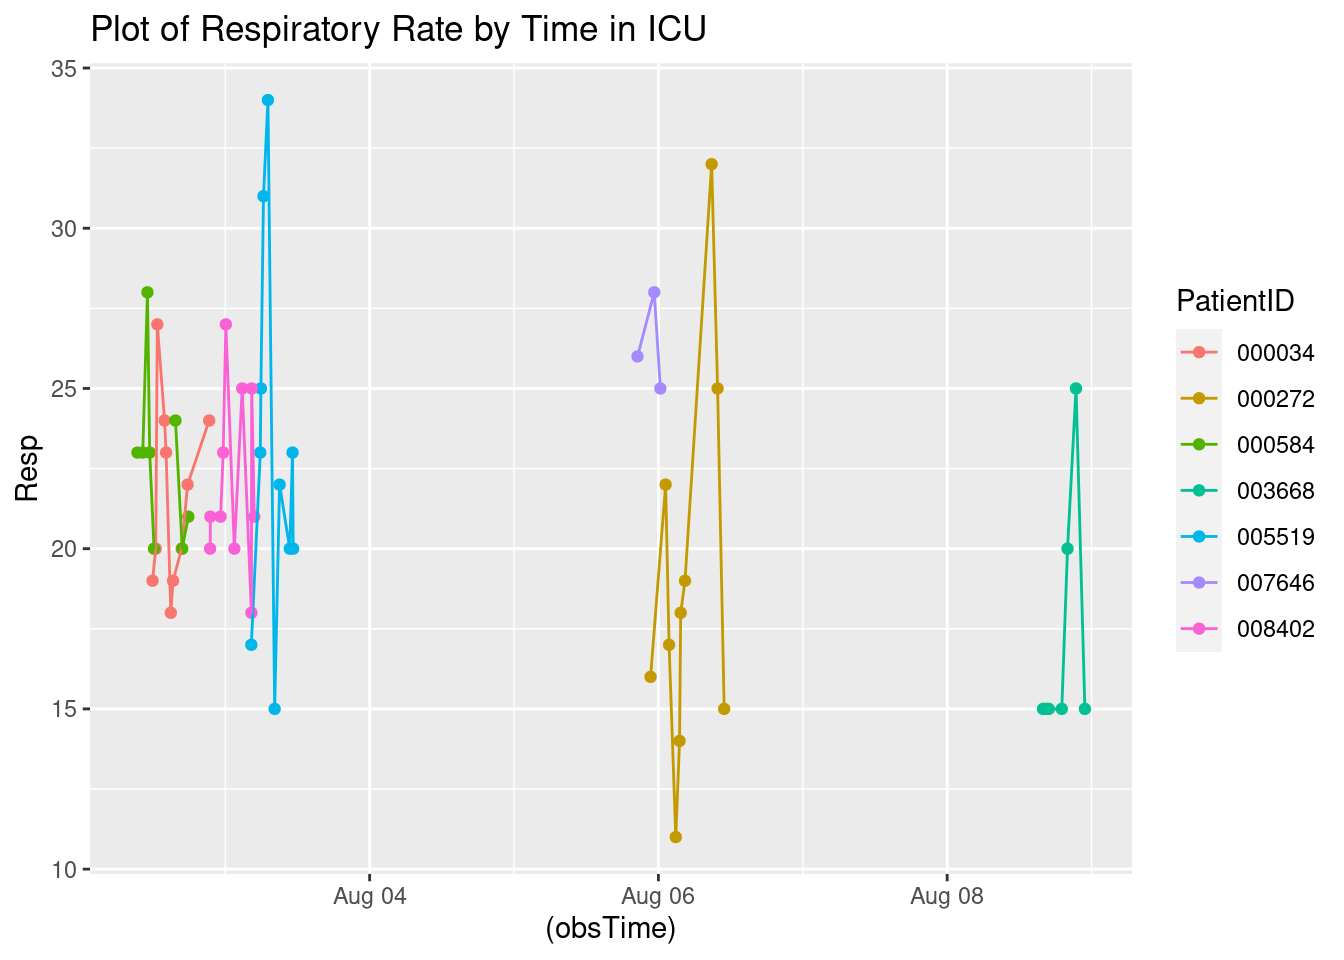 Plot of Respiratory Rate by Time in ICU
35
30
25
20
15
10
Resp
Aug 04
Aug 06
Aug 08
(obsTime)
PatientID
000034
000272
000584
003668
005519
007646
008402